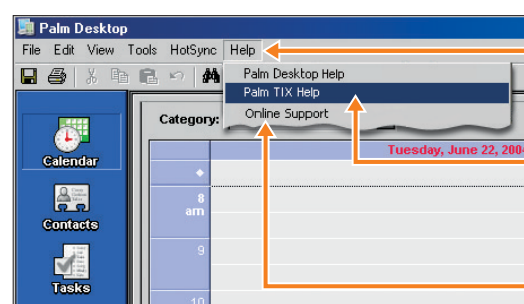 Palm Desktop
File Edit View Tools HotSync Help
Palm Desktop Help
Palm TIX Help
Online Support
Category:
Tuesday, June 22, 2004
Calendar
8
am
Contacts
9
Tasks
10